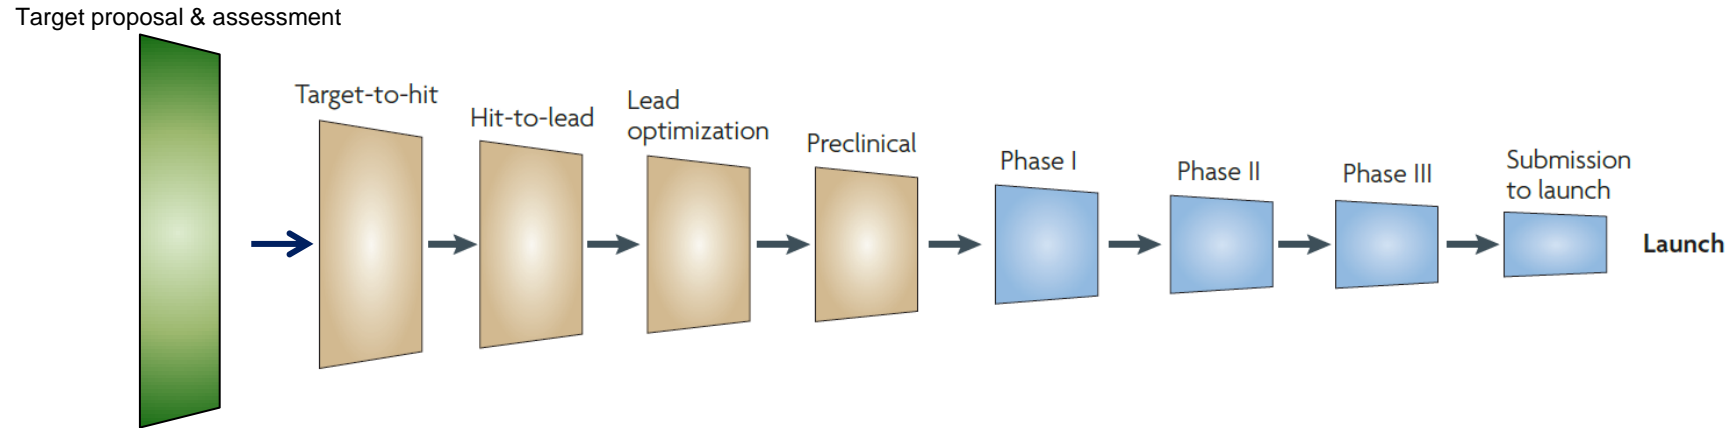 Target proposal & assessment
Target-to-hit
Hit-to-lead
Lead
optimization
Preclinical
Phase I
Phase II
Phase III
Submission
to launch
Launch